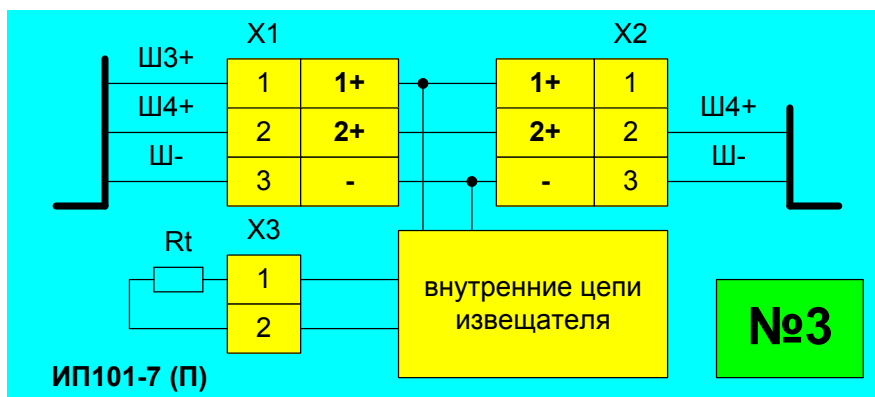 X1
X2
Ш3+
1
1+
1+
1
Ш4+
2
2+
2+
2
Ш4+
Ш-
3
-
-
3
Ш-
Rt
X3
1
2
внутренние цепи
извещателя
№3
ИП101-7 (П)